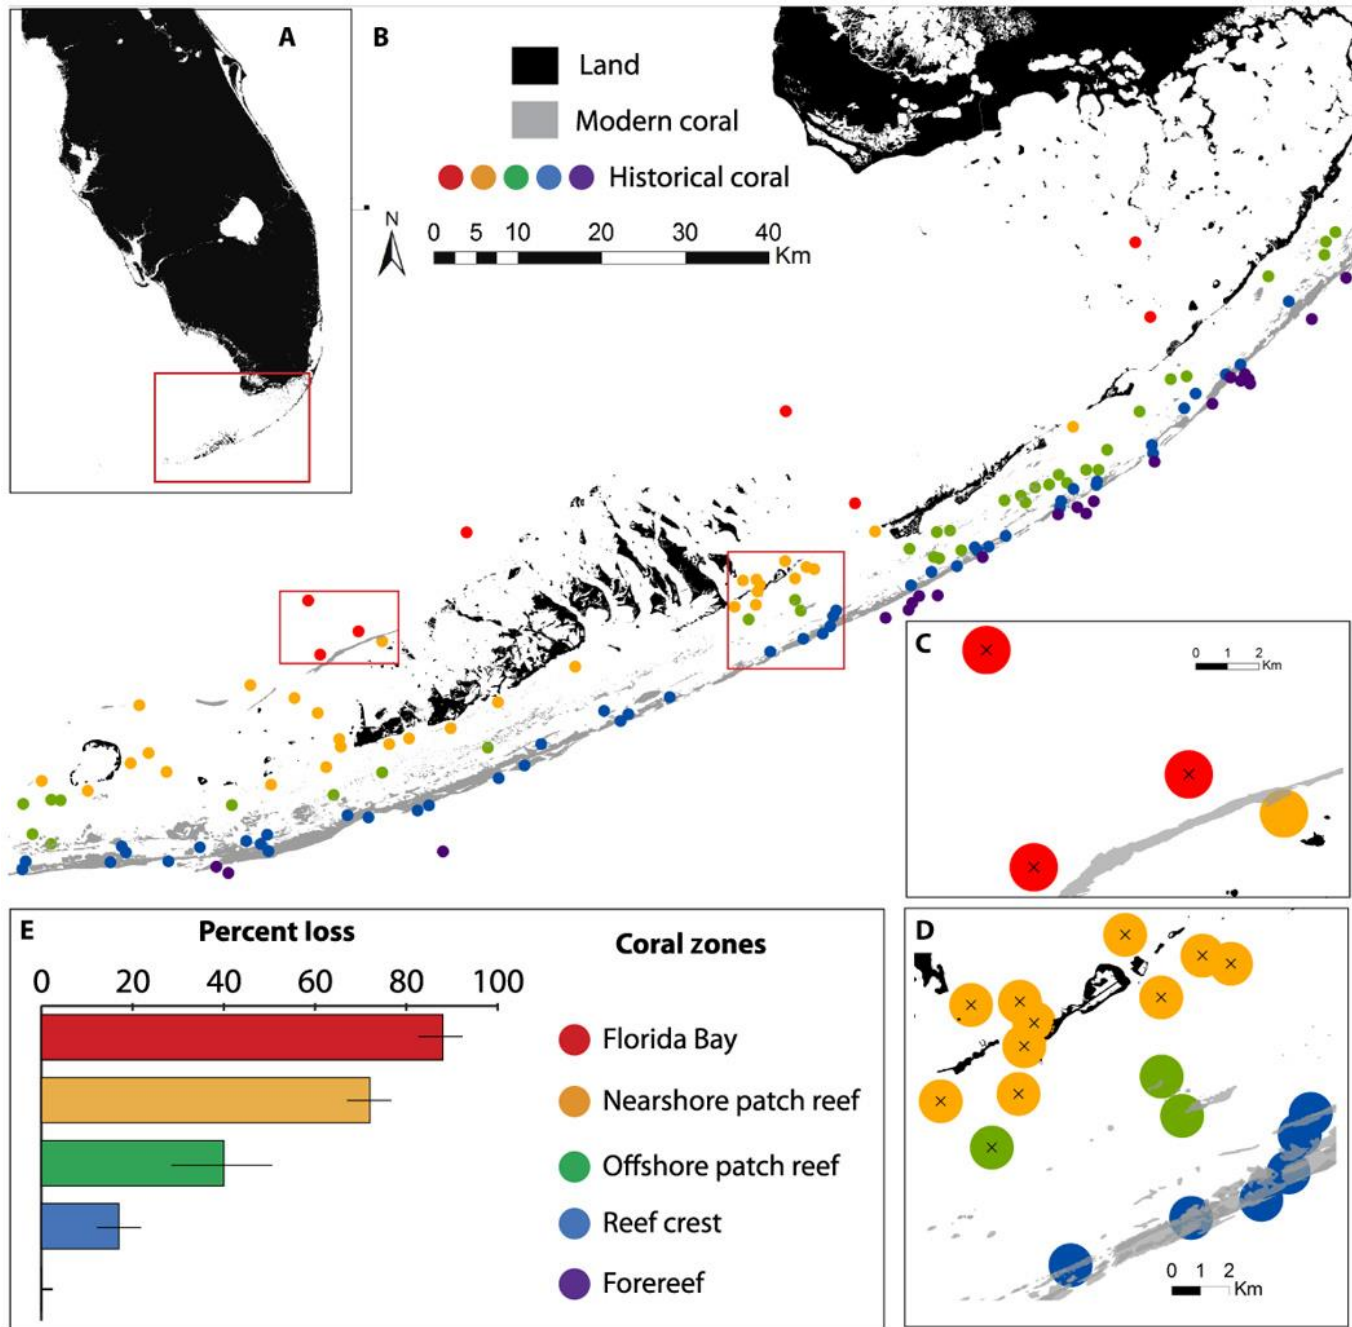 A
B
Land
Modern coral
Historical coral
N
0 5 10 20 30 40
Km
C
0 1 2
Km
E
Percent loss
0 20 40 60 80 100
Coral zones
Florida Bay
Nearshore patch reef
Offshore patch reef
Reef crest
Forereef
D
0 1 2
Km